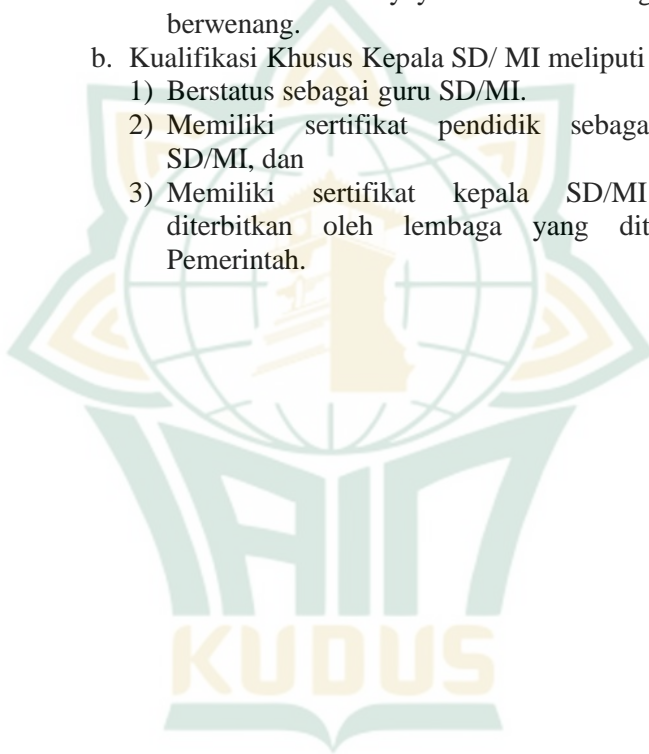 berwenang.
b. Kualifikasi Khusus Kepala SD/ MI meliputi
1) Berstatus sebagai guru SD/MI.
2) Memiliki sertifikat pendidik sebaga
SD/MI, dan
3) Memiliki sertifikat kepala SD/MI
diterbitkan oleh lembaga yang dit
Pemerintah.
IAIN
KUDUS